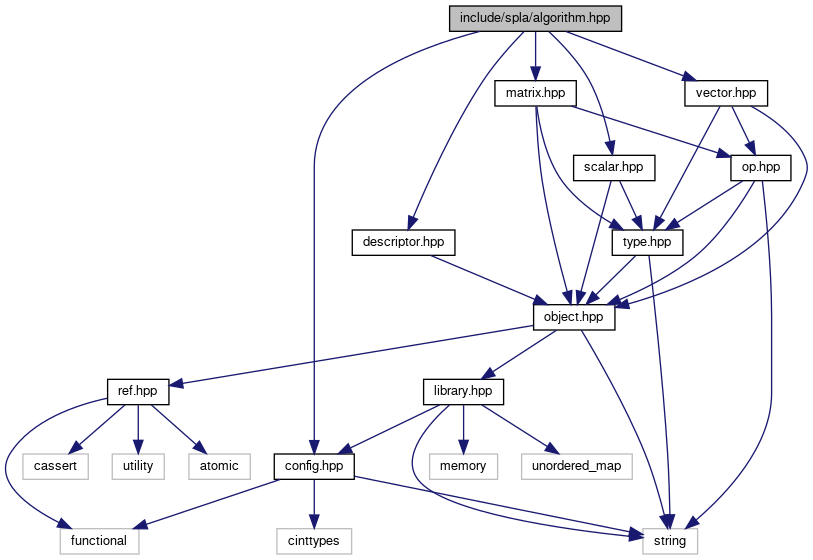 include/spla/algorithm.hpp
matrix.hpp
vector.hpp
scalar.hpp
op.hpp
descriptor.hpp
type.hpp
object.hpp
ref.hpp
library.hpp
cassert
utility
atomic
config.hpp
memory
unordered_map
functional
cinttypes
string